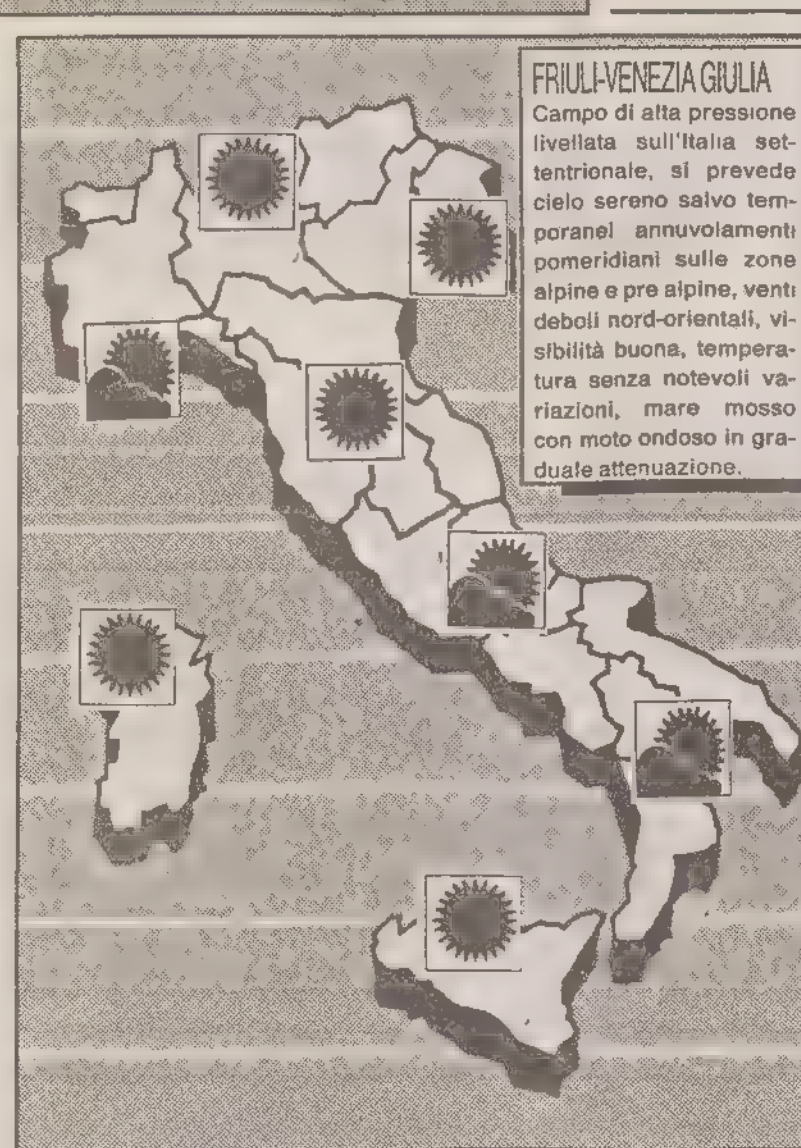 FRIULI-VENEZIA GIULIA
Campo di alta pressione
livellata sull'Italia set-
tentrionale, si prevede
cielo sereno salvo tem-
poranei annuvolamenti
pomeridiani sulle zone
alpine e pre alpine, venti
deboli nord-orientali, vi-
sibilità buona, tempera-
tura senza notevoli va-
riazioni, mare mosso
con moto ondoso in gra-
duale attenuazione.